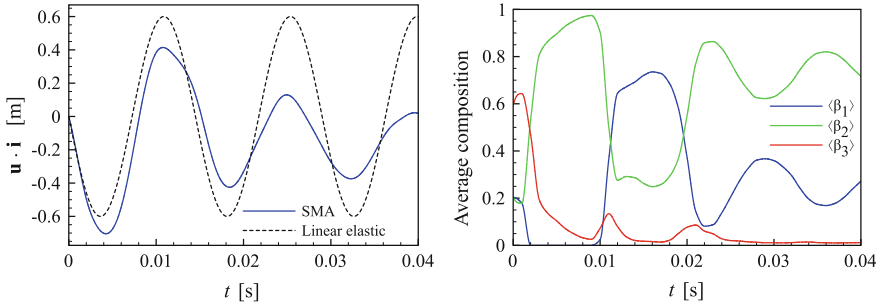 0.6
0.4
0.2
0
-0.2
-0.4
-0.6
u · i [m]
SMA
Linear elastic
0 0.01 0.02 0.03 0.04
t [s]
1
0.8
0.6
0.4
0.2
0
Average composition
⟨β₁⟩
⟨β₂⟩
⟨β₃⟩
0 0.01 0.02 0.03 0.04
t [s]